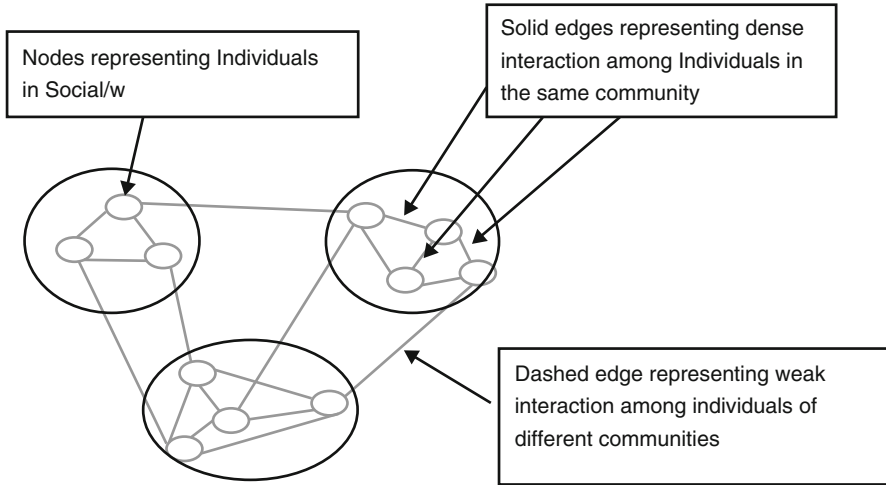 Nodes representing Individuals
in Social/w
Solid edges representing dense
interaction among Individuals in
the same community
Dashed edge representing weak
interaction among individuals of
different communities